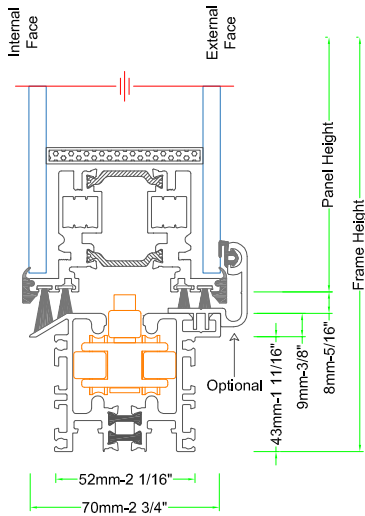 Internal
Face
External
Face
Panel Height
Frame Height
Optional
43mm-1 11/16"
9mm-3/8"
8mm-5/16"
52mm-2 1/16"
70mm-2 3/4"